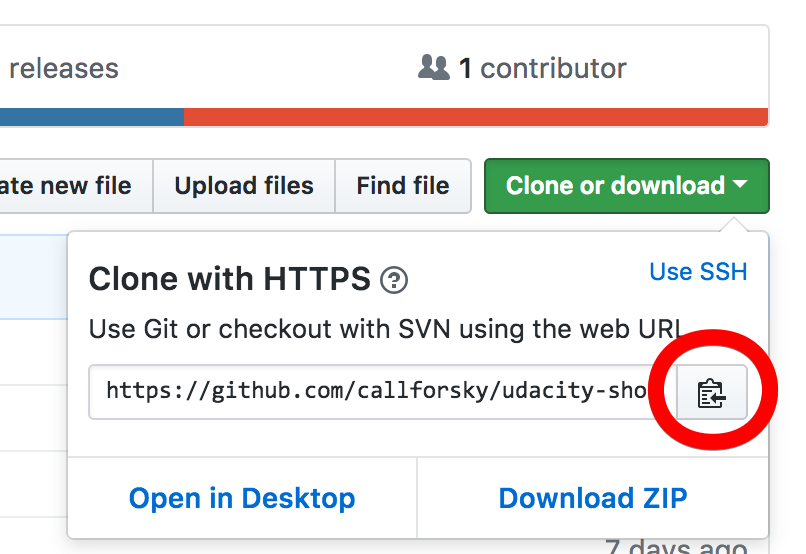 releases
1 contributor
ate new file
Upload files
Find file
Clone or download
Clone with HTTPS ?
Use SSH
Use Git or checkout with SVN using the web URL
https://github.com/callforsky/udacity-sho
Open in Desktop
Download ZIP
7 days ago